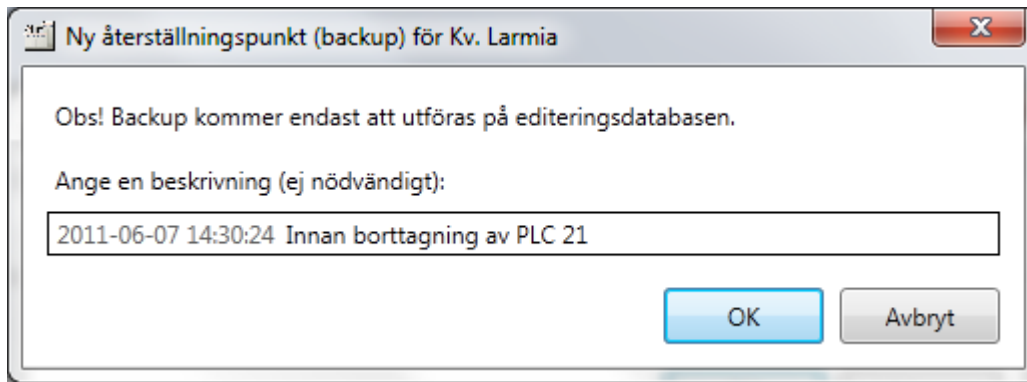 Ny återställningspunkt (backup) för Kv. Larmia
Obs! Backup kommer endast att utföras på editeringsdatabasen.
Ange en beskrivning (ej nödvändigt):
2011-06-07 14:30:24 Innan borttagning av PLC 21
OK Avbryt